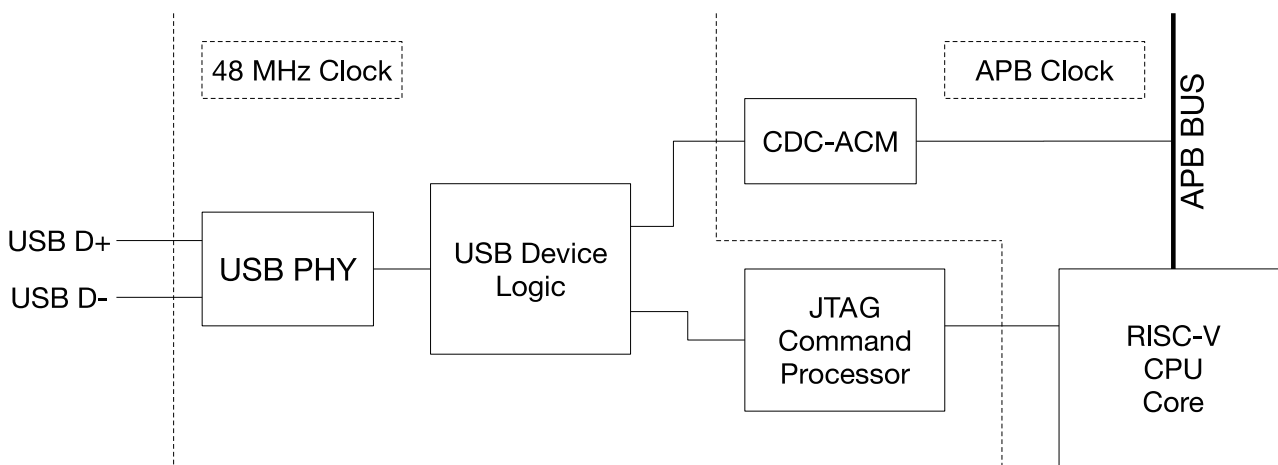 48 MHz Clock
APB Clock
APB BUS
CDC-ACM
USB D+
USB D-
USB PHY
USB Device
Logic
JTAG
Command
Processor
RISC-V
CPU
Core